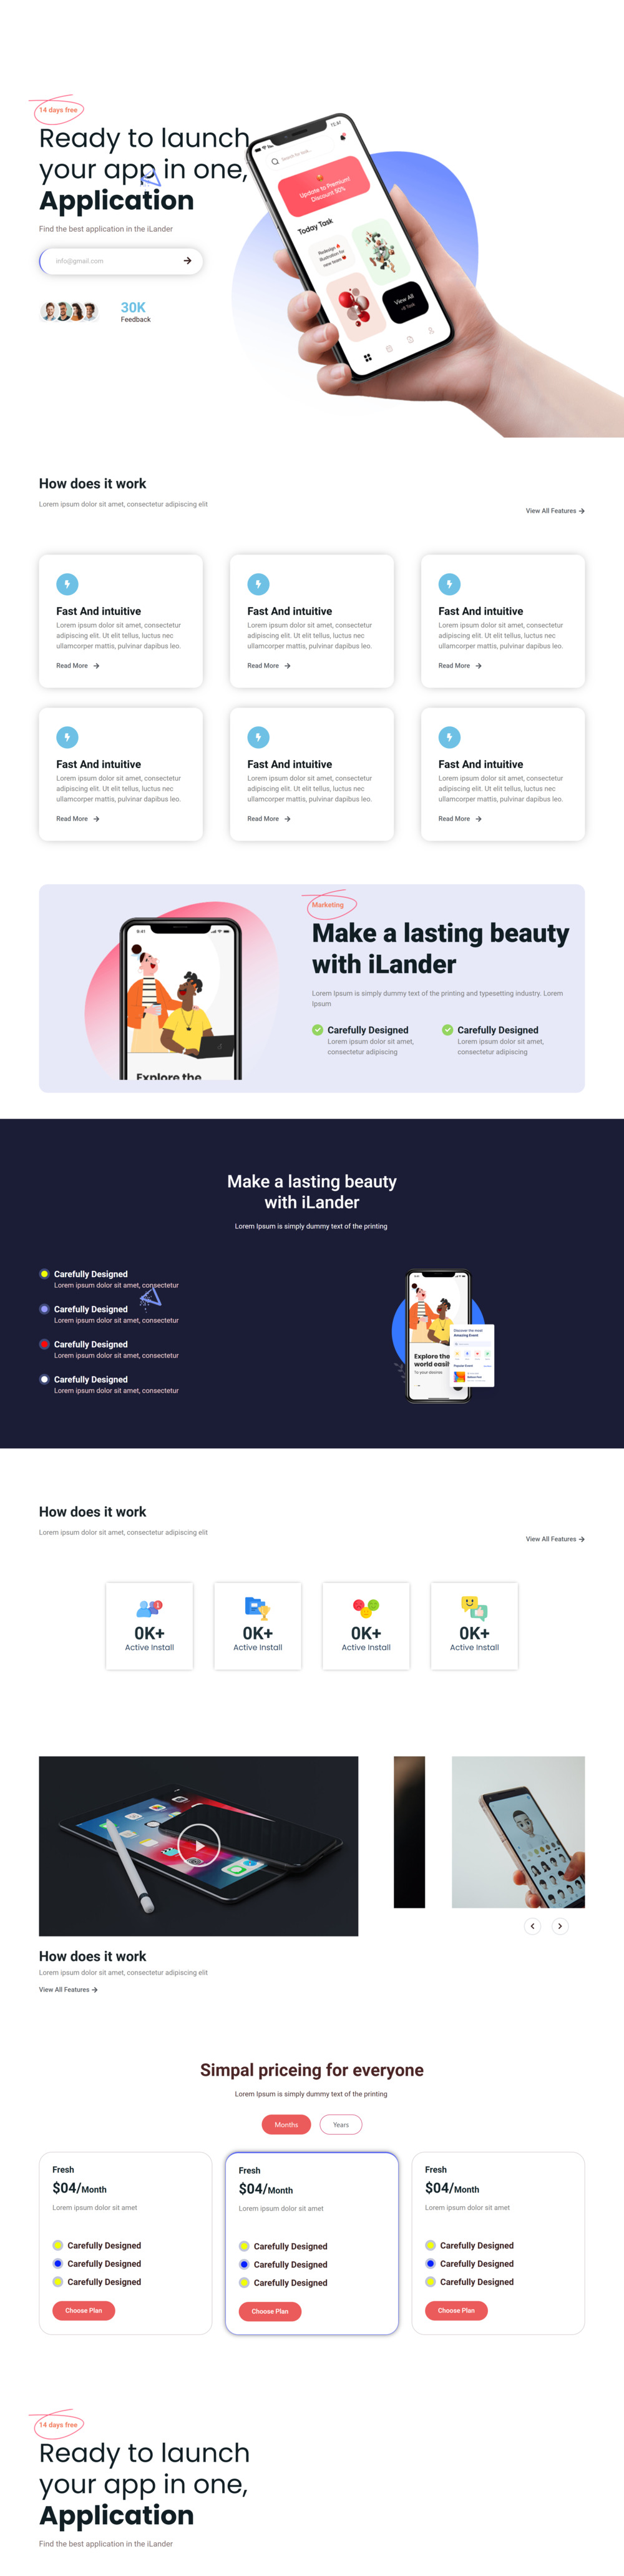 14 days free
Ready to launch
your app in one,
Application
Find the best application in the iLander
info@gmail.com
30K
Feedback
15:91
Search for task...
Update to Premium!
Discount 30%
Today Task
Redesign
illustration for
new heaps
View All
+8 Task
How does it work
Lorem ipsum dolor sit amet, consectetur adipiscing elit
View All Features
Fast And intuitive
Lorem ipsum dolor sit amet, consectetur
adipiscing elit. Ut elit tellus, luctus nec
ullamcorper mattis, pulvinar dapibus leo.
Read More
Fast And intuitive
Lorem ipsum dolor sit amet, consectetur
adipiscing elit. Ut elit tellus, luctus nec
ullamcorper mattis, pulvinar dapibus leo.
Read More
Fast And intuitive
Lorem ipsum dolor sit amet, consectetur
adipiscing elit. Ut elit tellus, luctus nec
ullamcorper mattis, pulvinar dapibus leo.
Read More
Fast And intuitive
Lorem ipsum dolor sit amet, consectetur
adipiscing elit. Ut elit tellus, luctus nec
ullamcorper mattis, pulvinar dapibus leo.
Read More
Fast And intuitive
Lorem ipsum dolor sit amet, consectetur
adipiscing elit. Ut elit tellus, luctus nec
ullamcorper mattis, pulvinar dapibus leo.
Read More
Fast And intuitive
Lorem ipsum dolor sit amet, consectetur
adipiscing elit. Ut elit tellus, luctus nec
ullamcorper mattis, pulvinar dapibus leo.
Read More
9:41
Explore the
Marketing
Make a lasting beauty
with iLander
Lorem Ipsum is simply dummy text of the printing and typesetting industry. Lorem
Ipsum
Carefully Designed
Lorem ipsum dolor sit amet,
consectetur adipiscing
Carefully Designed
Lorem ipsum dolor sit amet,
consectetur adipiscing
Make a lasting beauty
with iLander
Lorem Ipsum is simply dummy text of the printing
Carefully Designed
Lorem ipsum dolor sit amet, consectetur
Carefully Designed
Lorem ipsum dolor sit amet, consectetur
Carefully Designed
Lorem ipsum dolor sit amet, consectetur
Carefully Designed
Lorem ipsum dolor sit amet, consectetur
Explore the
world easil
To your desires
Discover the most
Amazing Event
Popular Event
How does it work
Lorem ipsum dolor sit amet, consectetur adipiscing elit
View All Features
1
0K+
Active Install
0K+
Active Install
0K+
Active Install
0K+
Active Install
How does it work
Lorem ipsum dolor sit amet, consectetur adipiscing elit
View All Features
Simpal priceing for everyone
Lorem Ipsum is simply dummy text of the printing
Months
Years
Fresh
$04/Month
Lorem ipsum dolor sit amet
Carefully Designed
Carefully Designed
Carefully Designed
Choose Plan
Fresh
$04/Month
Lorem ipsum dolor sit amet
Carefully Designed
Carefully Designed
Carefully Designed
Choose Plan
Fresh
$04/Month
Lorem ipsum dolor sit amet
Carefully Designed
Carefully Designed
Carefully Designed
Choose Plan
14 days free
Ready to launch
your app in one,
Application
Find the best application in the iLander